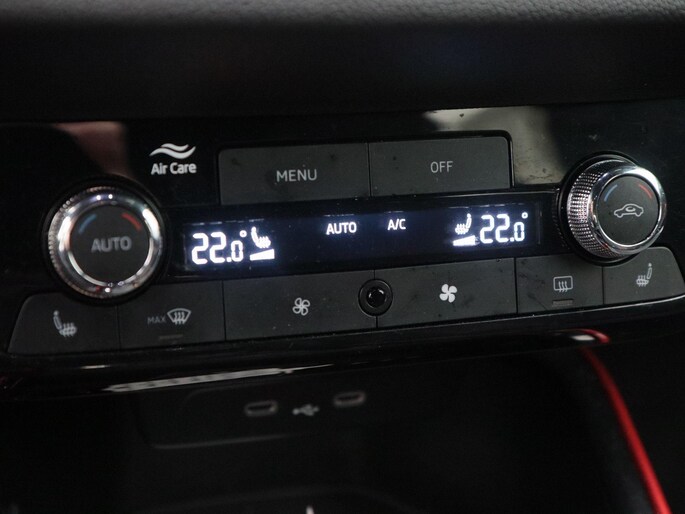 Air Care
MENU
OFF
AUTO
22.0°
AUTO
A/C
22.0°
MAX